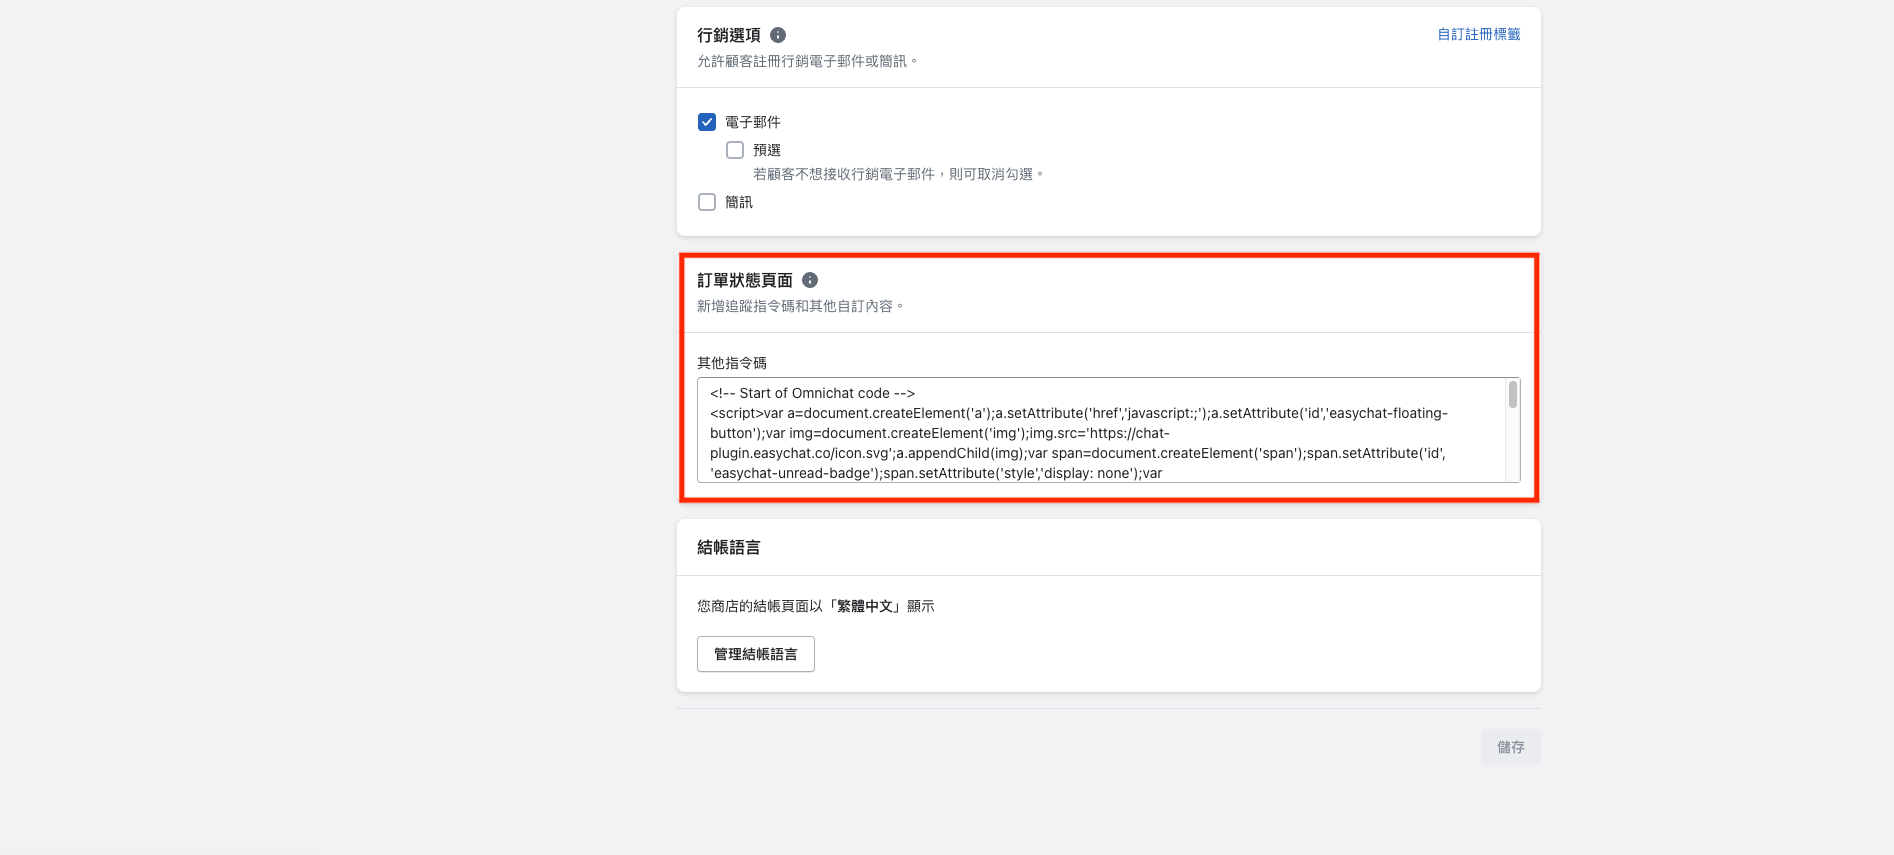 行銷選項
自訂註冊標籤
允許顧客註冊行銷電子郵件或簡訊。
電子郵件
預選
若顧客不想接收行銷電子郵件，則可取消勾選。
簡訊
訂單狀態頁面
新增追蹤指令碼和其他自訂內容。
其他指令碼
<!-- Start of Omnichat code -->
<script>var a=document.createElement('a');a.setAttribute('href','javascript:;');a.setAttribute('id','easychat-floating-
button');var img=document.createElement('img');img.src='https://chat-
plugin.easychat.co/icon.svg';a.appendChild(img);var span=document.createElement('span');span.setAttribute('id',
'easychat-unread-badge');span.setAttribute('style','display: none');var
結帳語言
您商店的結帳頁面以「繁體中文」顯示
管理結帳語言
儲存